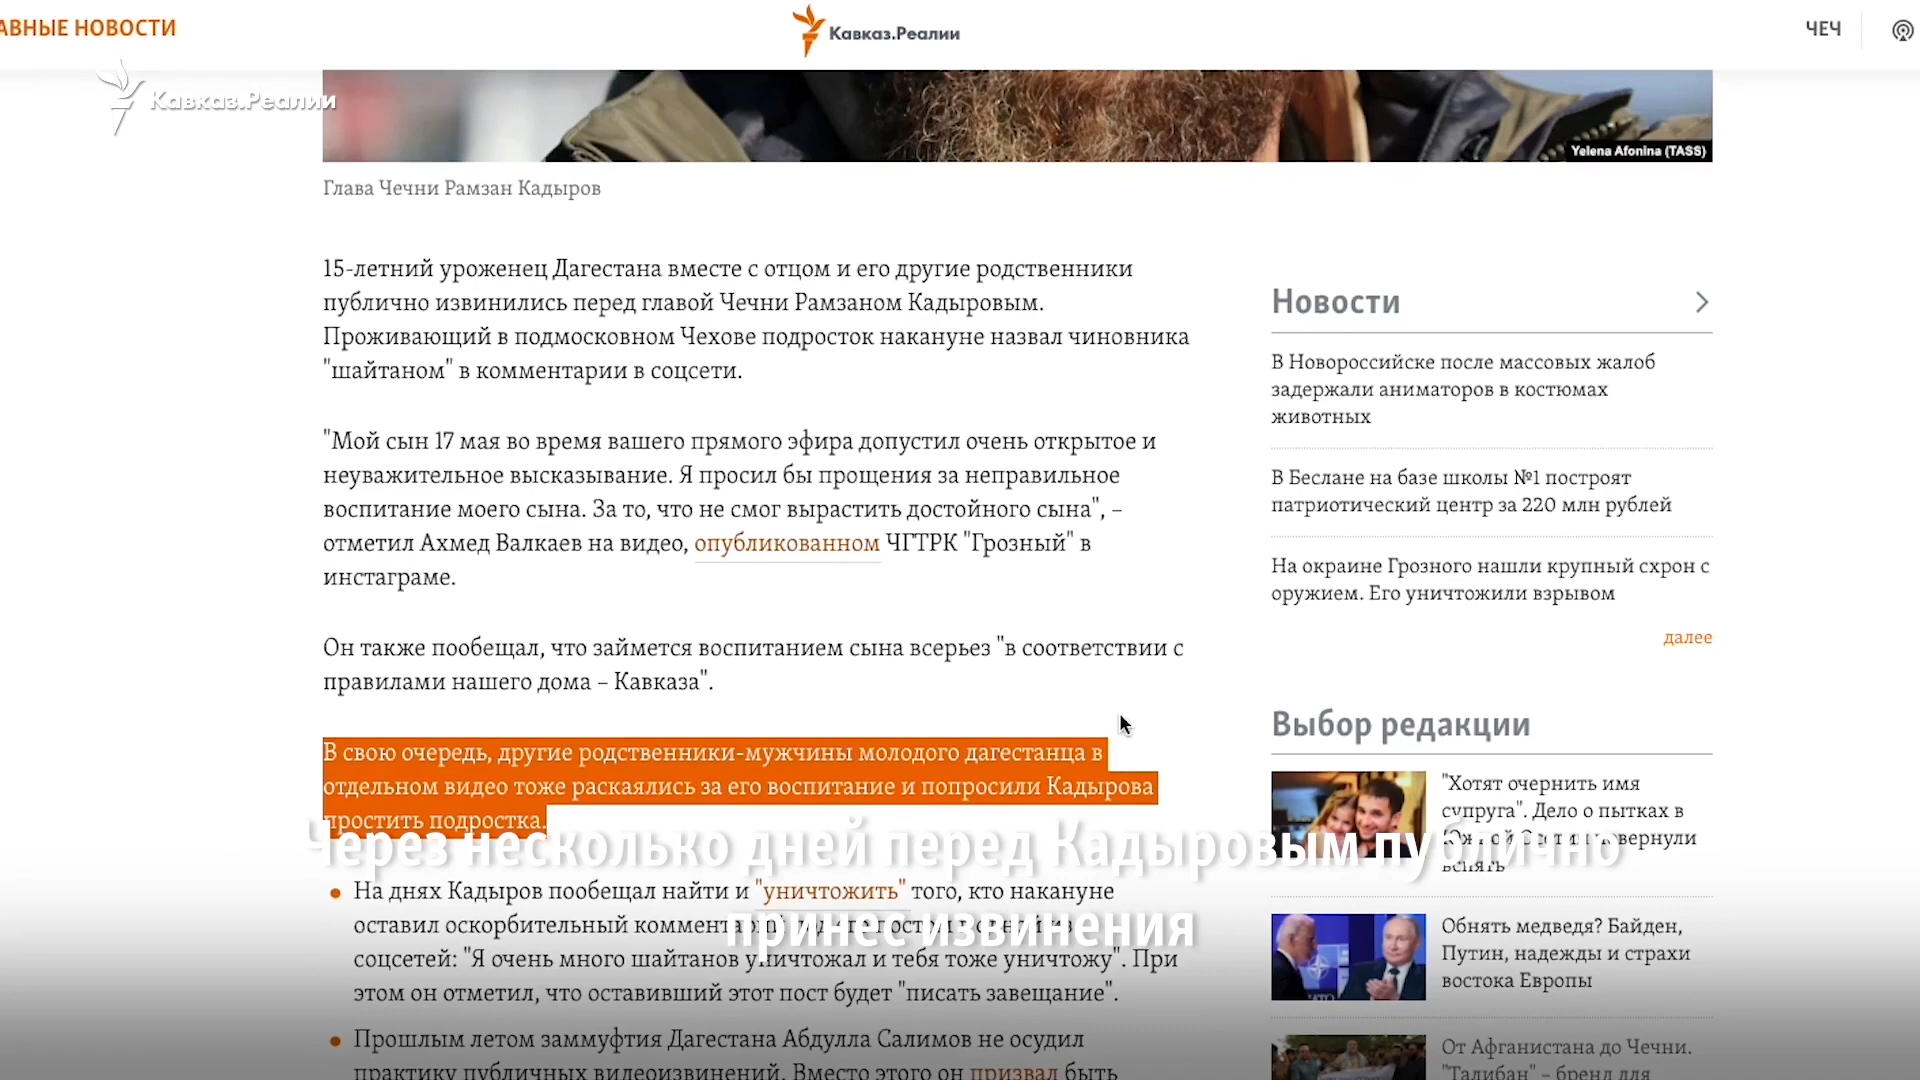 АВНЫЕ НОВОСТИ
Кавказ.Реалии
ЧЕЧ
Кавказ.Реалии
Yelena Afonina (TASS)
Глава Чечни Рамзан Кадыров
15-летний уроженец Дагестана вместе с отцом и его другие родственники
публично извинились перед главой Чечни Рамзаном Кадыровым.
Проживающий в подмосковном Чехове подросток накануне назвал чиновника
"шайтаном" в комментарии в соцсети.
"Мой сын 17 мая во время вашего прямого эфира допустил очень открытое и
неуважительное высказывание. Я просил бы прощения за неправильное
воспитание моего сына. За то, что не смог вырастить достойного сына", –
отметил Ахмед Валкаев на видео, опубликованном ЧГТРК "Грозный" в
инстаграме.
Он также пообещал, что займется воспитанием сына всерьез "в соответствии с
правилами нашего дома – Кавказа".
В свою очередь, другие родственники-мужчины молодого дагестанца в
отдельном видео тоже раскаялись за его воспитание и попросили Кадырова
простить подростка.
Через несколько дней перед Кадыровым публично
принес извинения
На днях Кадыров пообещал найти и "уничтожить" того, кто накануне
оставил оскорбительный
соцсетей: "Я очень много шайтанов уничтожал и тебя тоже уничтожу". При
этом он отметил, что оставивший этот пост будет "писать завещание".
Прошлым летом заммуфтия Дагестана Абдулла Салимов не осудил
практику публичных видеоизвинений. Вместо этого он призвал быть
Новости
В Новороссийске после массовых жалоб
задержали аниматоров в костюмах
животных
В Беслане на базе школы №1 построят
патриотический центр за 220 млн рублей
На окраине Грозного нашли крупный схрон с
оружием. Его уничтожили взрывом
далее
Выбор редакции
"Хотят очернить имя
супруга". Дело о пытках в
вспять
Обнять медведя? Байден,
Путин, надежды и страхи
востока Европы
От Афганистана до Чечни.
"Талибан" – бренд для